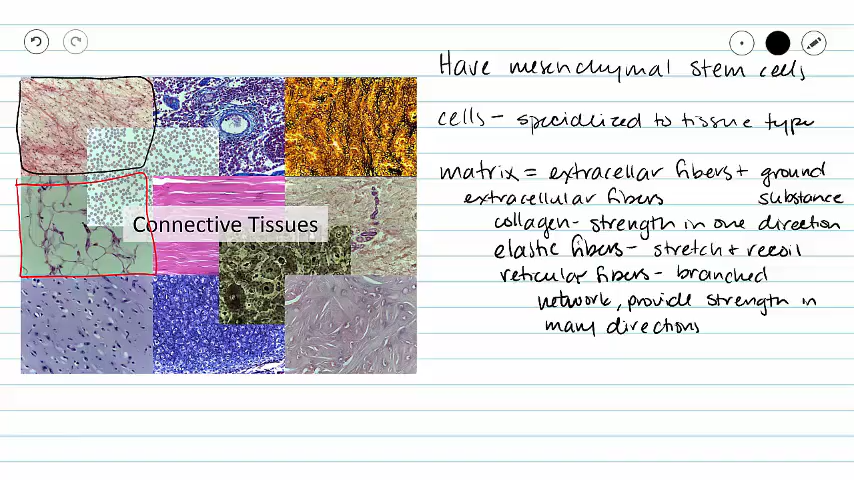 Have mesenchymal stem cells
cells - specialized to tissue type
matrix = extracellar fibers + ground
extracellular fibers substance
collagen - strength in one direction
elastic fibers - stretch + recoil
reticular fibers - branched
network, provide strength in
many directions
Connective Tissues